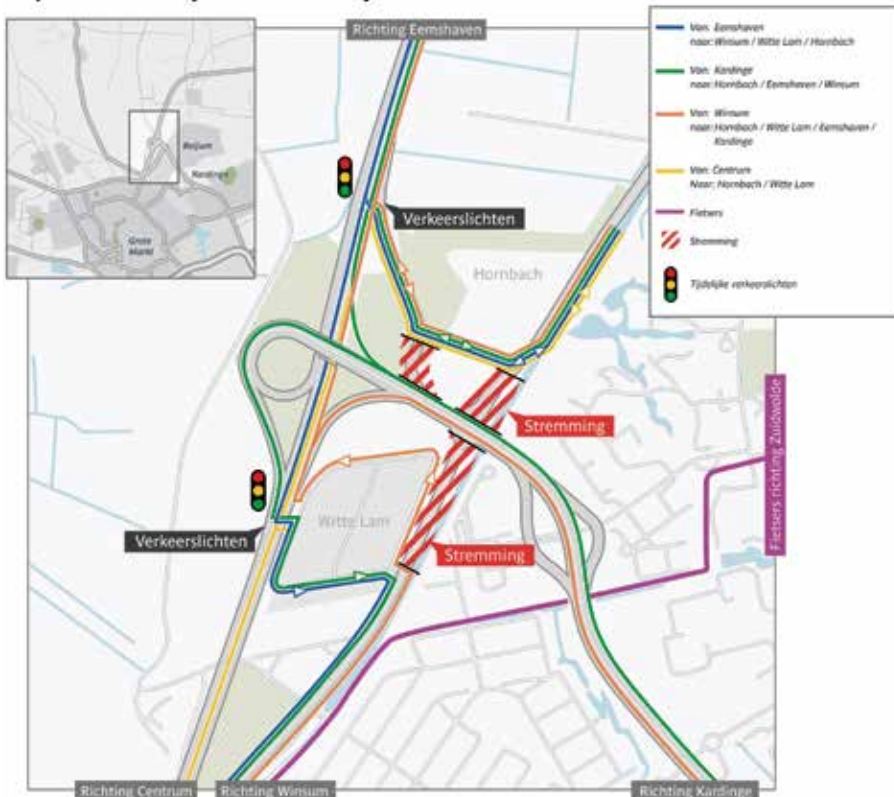 Richting Eemshaven
Van: Eemshaven
naar: Winsum / Witte Lam / Hornbach
Van: Kardinge
naar: Hornbach / Eemshaven / Winsum
Van: Winsum
naar: Hornbach / Witte Lam / Eemshaven /
Kardinge
Van: Centrum
Naar: Hornbach / Witte Lam
Fietsers
Stremming
Tijdelijke verkeerslichten
Beijum
Kardinge
Grote
Markt
Verkeerslichten
Hornbach
Stremming
Witte Lam
Verkeerslichten
Stremming
Fietsers richting Zuidwolde
Richting Centrum
Richting Winsum
Richting Kardinge